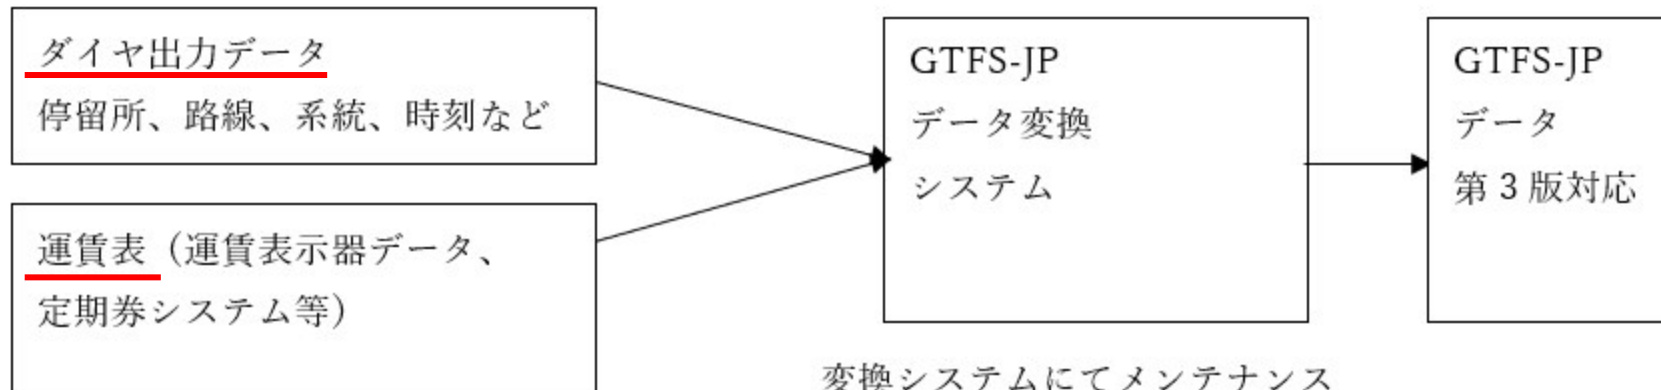 ダイヤ出力データ
停留所、路線、系統、時刻など
運賃表（運賃表示器データ、
定期券システム等）
GTFS-JP
データ変換
システム
変換システムにてメンテナンス
GTFS-JP
データ
第 3 版対応